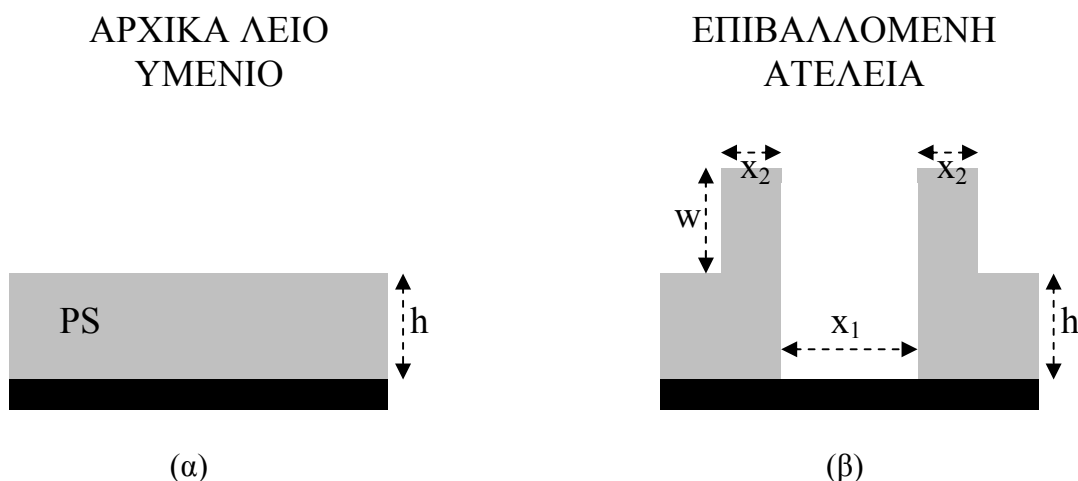 ΑΡΧΙΚΑ ΛΕΙΟ
ΥΜΕΝΙΟ
PS
h
(α)
ΕΠΙΒΑΛΛΟΜΕΝΗ
ΑΤΕΛΕΙΑ
x₂
x₂
w
x₁
h
(β)